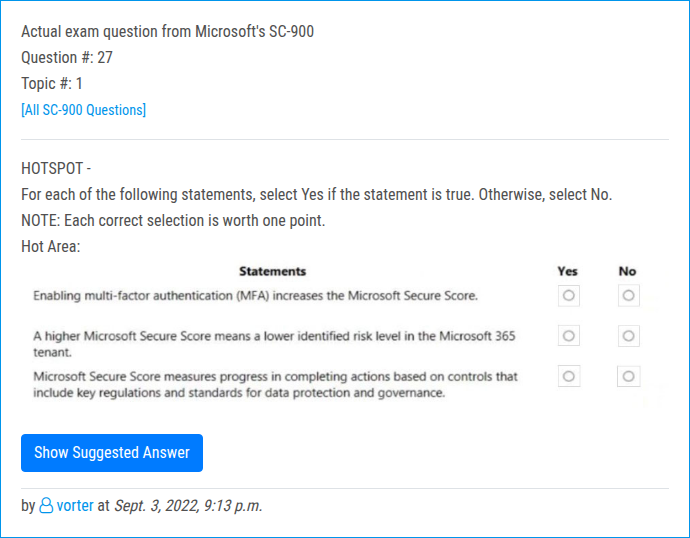 Actual exam question from Microsoft's SC-900
Question #: 27
Topic #: 1
[All SC-900 Questions]
HOTSPOT -
For each of the following statements, select Yes if the statement is true. Otherwise, select No.
NOTE: Each correct selection is worth one point.
Hot Area:
Statements Yes No
Enabling multi-factor authentication (MFA) increases the Microsoft Secure Score.
A higher Microsoft Secure Score means a lower identified risk level in the Microsoft 365
tenant.
Microsoft Secure Score measures progress in completing actions based on controls that
include key regulations and standards for data protection and governance.
Show Suggested Answer
by vorter at Sept. 3, 2022, 9:13 p.m.